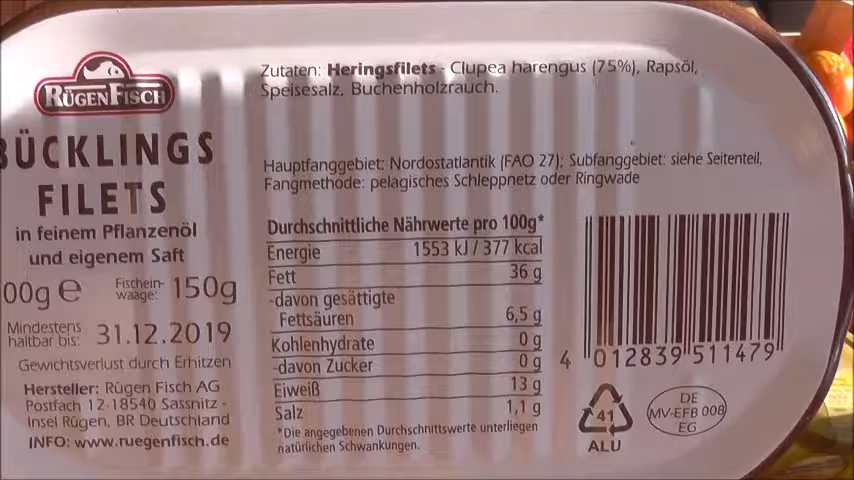 RÜGEN FISCH
BÜCKLINGS
FILETS
in feinem Pflanzenöl
und eigenem Saft
00g e Fischein-waage: 150g
Mindestens
haltbar bis: 31.12.2019
Gewichtsverlust durch Erhitzen
Hersteller: Rügen Fisch AG
Postfach 12·18540 Sassnitz -
Insel Rügen, BR Deutschland
INFO: www.ruegenfisch.de
Zutaten: Heringsfilets - Clupea harengus (75%), Rapsöl,
Speisesalz, Buchenholzrauch.
Hauptfanggebiet: Nordostatlantik (FAO 27); Subfanggebiet: siehe Seitenteil,
Fangmethode: pelagisches Schleppnetz oder Ringwade
Durchschnittliche Nährwerte pro 100g*
Energie 1553 kJ / 377 kcal
Fett 36 g
-davon gesättigte
Fettsäuren 6,5 g
Kohlenhydrate 0 g
-davon Zucker 0 g
Eiweiß 13 g
Salz 1,1 g
*Die angegebenen Durchschnittswerte unterliegen
natürlichen Schwankungen.
4 012839 511479
41
ALU
DE
MV-EFB 008
EG